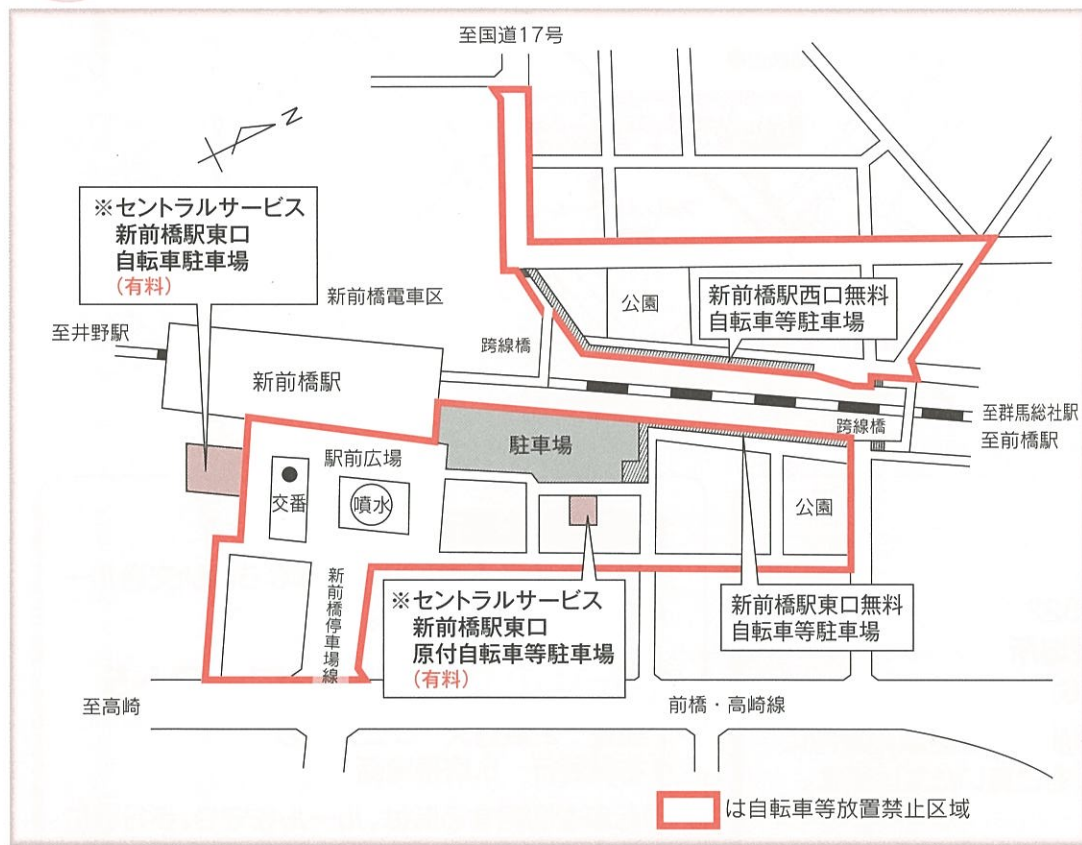 至国道17号
N
※セントラルサービス
新前橋駅東口
自転車駐車場
(有料)
新前橋電車区
至井野駅
新前橋駅
跨線橋
公園
新前橋駅西口無料
自転車等駐車場
至群馬総社駅
至前橋駅
跨線橋
駐車場
駅前広場
交番
噴水
公園
新前橋停車場線
※セントラルサービス
新前橋駅東口
原付自転車等駐車場
(有料)
新前橋駅東口無料
自転車等駐車場
至高崎
前橋・高崎線
は自転車等放置禁止区域